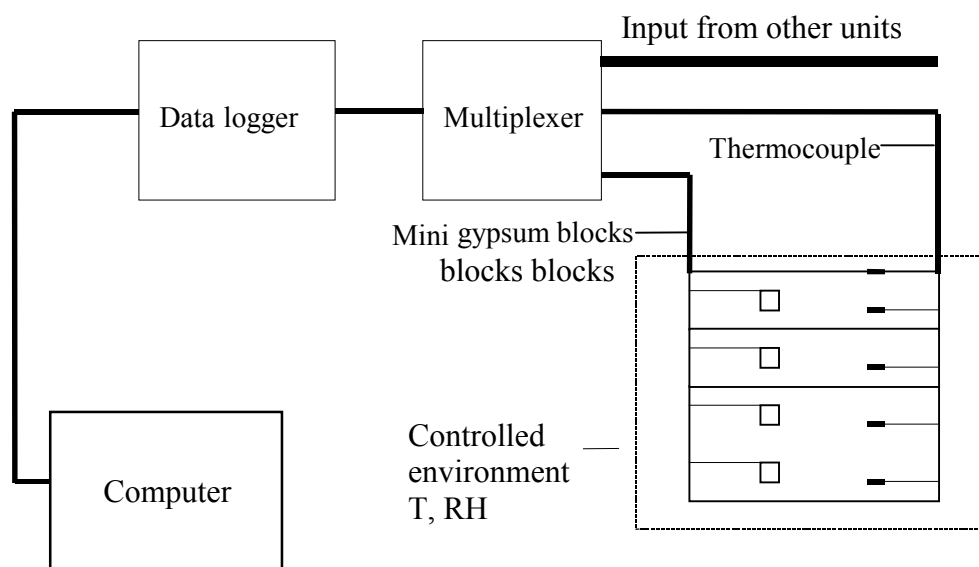 Input from other units
Data logger
Multiplexer
Thermocouple
Mini gypsum blocks
blocks blocks
Controlled
environment
T, RH
Computer